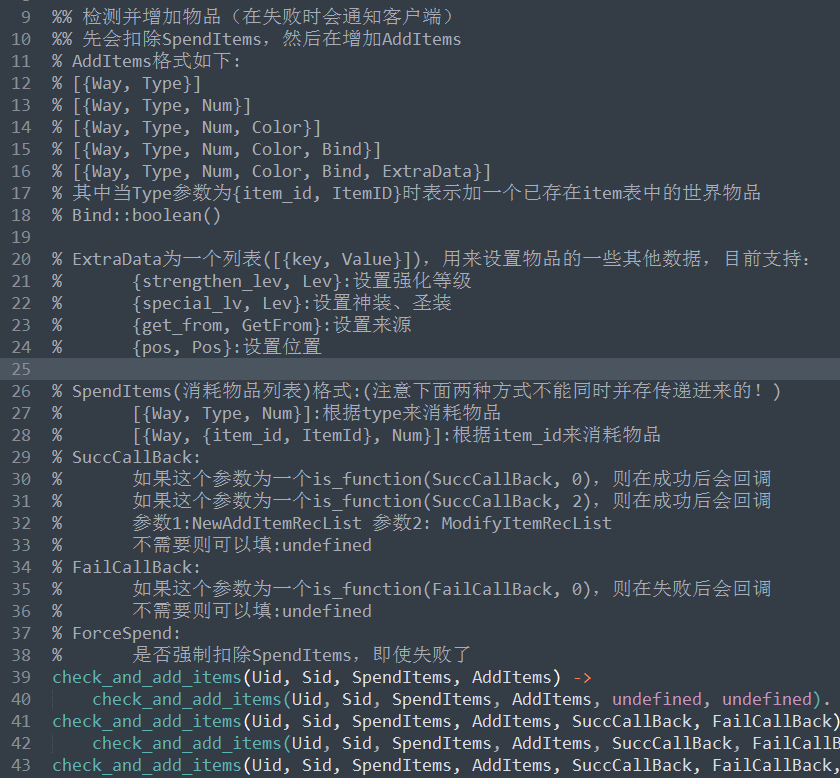 9 %% 检测并增加物品（在失败时会通知客户端）
10 %% 先会扣除SpendItems，然后在增加AddItems
11 % AddItems格式如下:
12 % [{Way, Type}]
13 % [{Way, Type, Num}]
14 % [{Way, Type, Num, Color}]
15 % [{Way, Type, Num, Color, Bind}]
16 % [{Way, Type, Num, Color, Bind, ExtraData}]
17 % 其中当Type参数为{item_id, ItemID}时表示加一个已存在item表中的世界物品
18 % Bind::boolean()
19
20 % ExtraData为一个列表([{key, Value}])，用来设置物品的一些其他数据，目前支持：
21 % {strengthen_lev, Lev}:设置强化等级
22 % {special_lv, Lev}:设置神装、圣装
23 % {get_from, GetFrom}:设置来源
24 % {pos, Pos}:设置位置
25
26 % SpendItems(消耗物品列表)格式:(注意下面两种方式不能同时并存传递进来的！)
27 % [{Way, Type, Num}]:根据type来消耗物品
28 % [{Way, {item_id, ItemId}, Num}]:根据item_id来消耗物品
29 % SuccCallBack:
30 % 如果这个参数为一个is_function(SuccCallBack, 0)，则在成功后会回调
31 % 如果这个参数为一个is_function(SuccCallBack, 2)，则在成功后会回调
32 % 参数1:NewAddItemRecList 参数2: ModifyItemRecList
33 % 不需要则可以填:undefined
34 % FailCallBack:
35 % 如果这个参数为一个is_function(FailCallBack, 0)，则在失败后会回调
36 % 不需要则可以填:undefined
37 % ForceSpend:
38 % 是否强制扣除SpendItems，即使失败了
39 check_and_add_items(Uid, Sid, SpendItems, AddItems) ->
40 check_and_add_items(Uid, Sid, SpendItems, AddItems, undefined, undefined).
41 check_and_add_items(Uid, Sid, SpendItems, AddItems, SuccCallBack, FailCallBack)
42 check_and_add_items(Uid, Sid, SpendItems, AddItems, SuccCallBack, FailCallB
43 check_and_add_items(Uid, Sid, SpendItems, AddItems, SuccCallBack, FailCallBack,